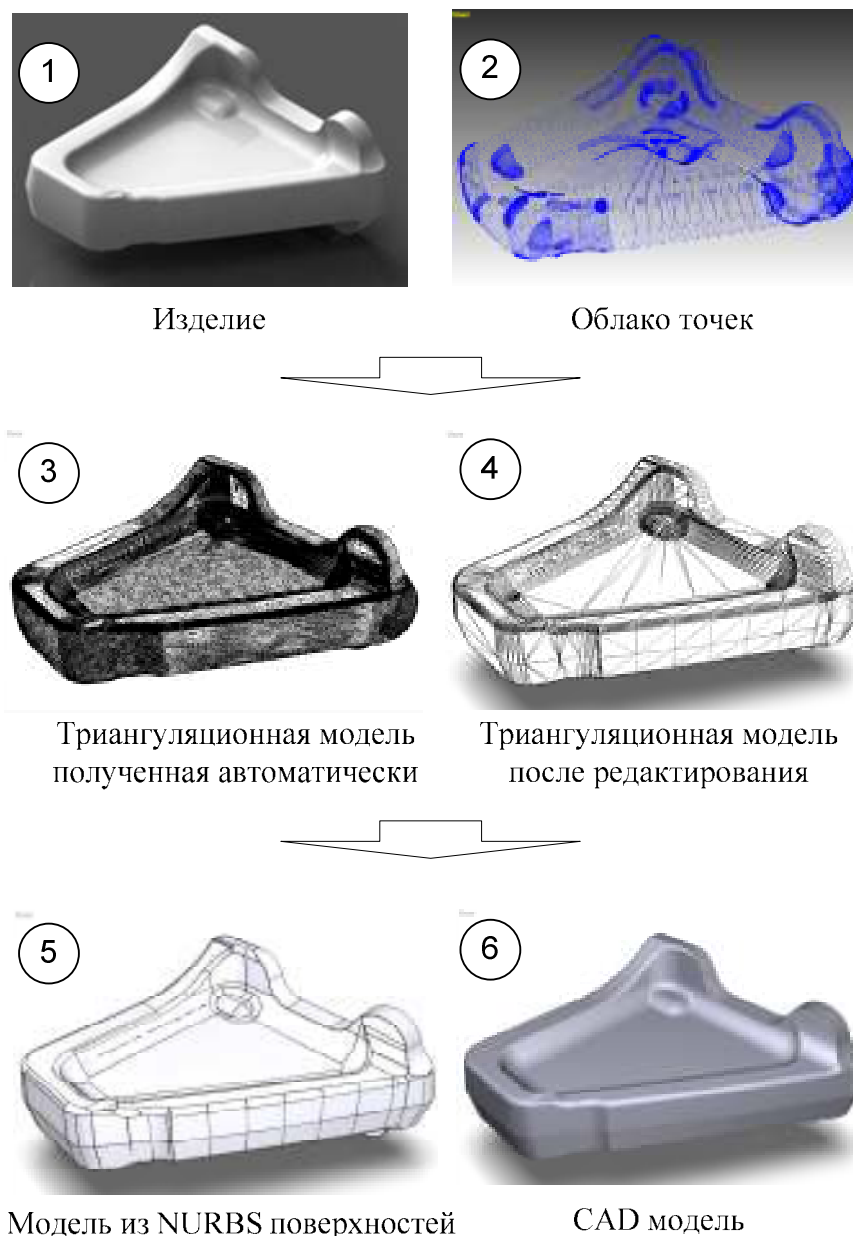 1
2
Изделие
Облако точек
3
4
Триангуляционная модель
полученная автоматически
Триангуляционная модель
после редактирования
5
6
Модель из NURBS поверхностей
CAD модель